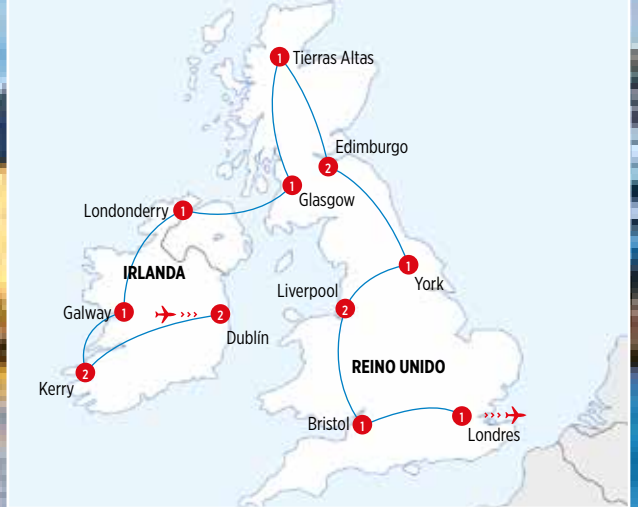 1 Tierras Altas
Edimburgo
2
1
Glasgow
Londonderry 1
IRLANDA
1
York
Liverpool
2
Galway 1
›››
2
Dublín
REINO UNIDO
2
Kerry
Bristol 1
1 ›››
Londres